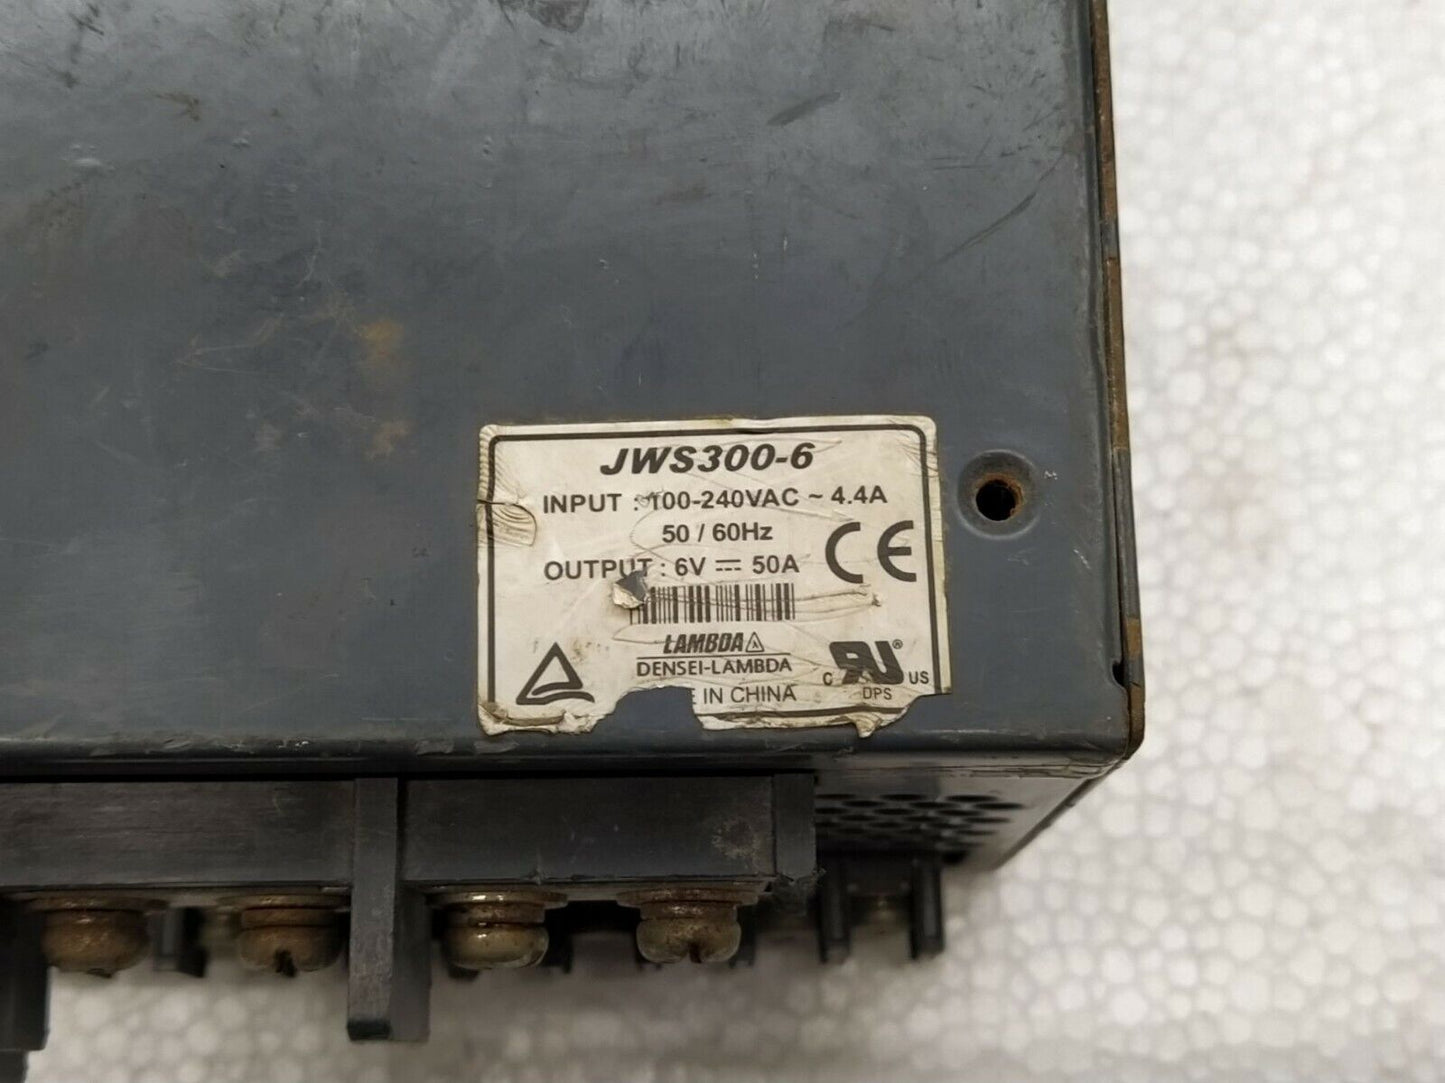 JWS300-6
INPUT : 100-240VAC ~ 4.4A
50 / 60Hz
OUTPUT : 6V ⎓ 50A
CE
LAMBDA
DENSEI-LAMBDA
IN CHINA
C RU ® US
DPS